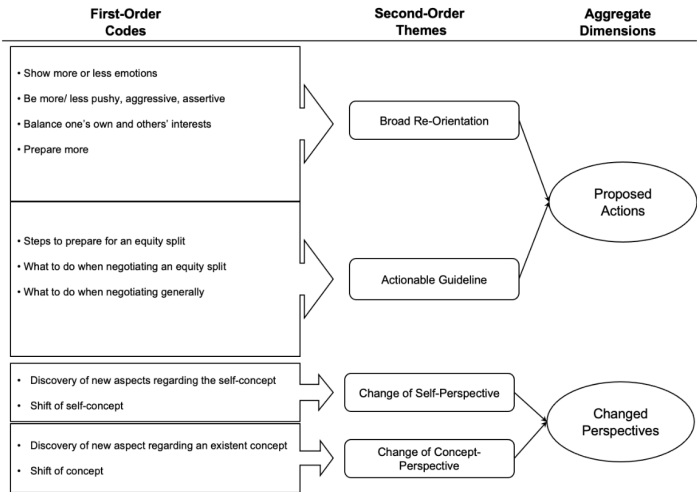 First-Order
Codes
Second-Order
Themes
Aggregate
Dimensions
• Show more or less emotions
• Be more/ less pushy, aggressive, assertive
• Balance one's own and others' interests
• Prepare more
Broad Re-Orientation
Proposed
Actions
• Steps to prepare for an equity split
• What to do when negotiating an equity split
• What to do when negotiating generally
Actionable Guideline
• Discovery of new aspects regarding the self-concept
• Shift of self-concept
Change of Self-Perspective
Changed
Perspectives
• Discovery of new aspect regarding an existent concept
• Shift of concept
Change of Concept-
Perspective